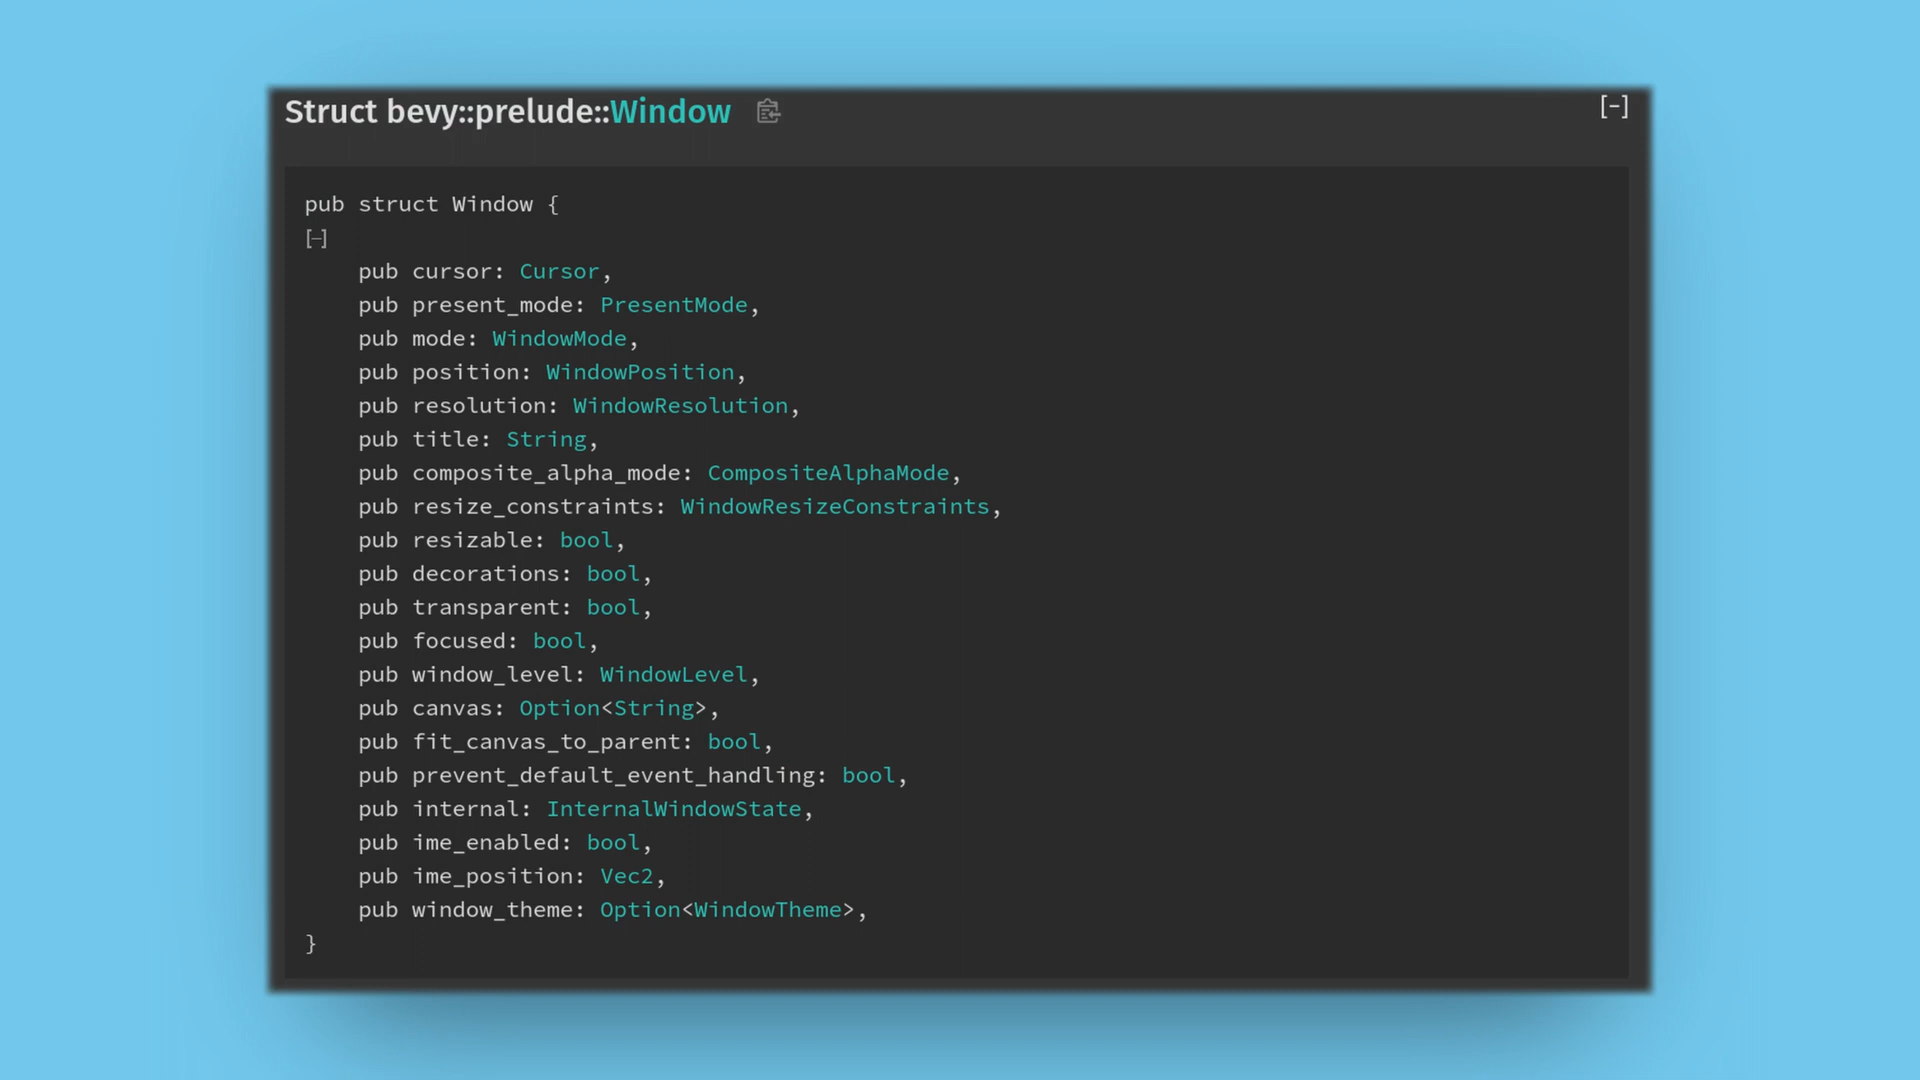 Struct bevy::prelude::Window
[-]
pub struct Window {
[-]
    pub cursor: Cursor,
    pub present_mode: PresentMode,
    pub mode: WindowMode,
    pub position: WindowPosition,
    pub resolution: WindowResolution,
    pub title: String,
    pub composite_alpha_mode: CompositeAlphaMode,
    pub resize_constraints: WindowResizeConstraints,
    pub resizable: bool,
    pub decorations: bool,
    pub transparent: bool,
    pub focused: bool,
    pub window_level: WindowLevel,
    pub canvas: Option<String>,
    pub fit_canvas_to_parent: bool,
    pub prevent_default_event_handling: bool,
    pub internal: InternalWindowState,
    pub ime_enabled: bool,
    pub ime_position: Vec2,
    pub window_theme: Option<WindowTheme>,
}